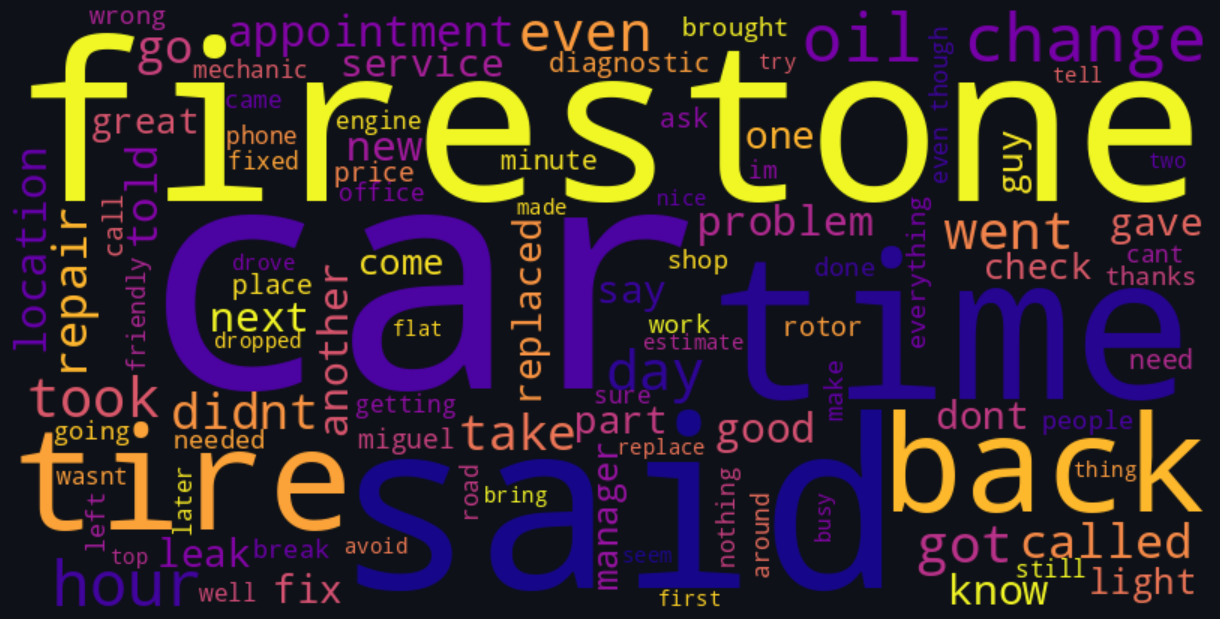 wrong
go
appointment
even
brought
oil
change
mechanic
service
diagnostic
try
tell
even though
firestone
came
great
phone
engine
new
ask
one
minute
guy
two
fixed
price
im
office
made
nice
location
told
call
repair
friendly
car
problem
went
gave
check
cant
thanks
everything
drove
come
replaced
shop
done
time
place
another
say
next
flat
work
rotor
dropped
estimate
need
day
make
took
didnt
getting
sure
part
good
dont
people
going
needed
miguel
take
replace
tire
said
back
thing
wasnt
later
left
road
bring
manager
nothing
around
busy
top
leak
break
avoid
seem
got
called
hour
well
fix
first
still
know
light